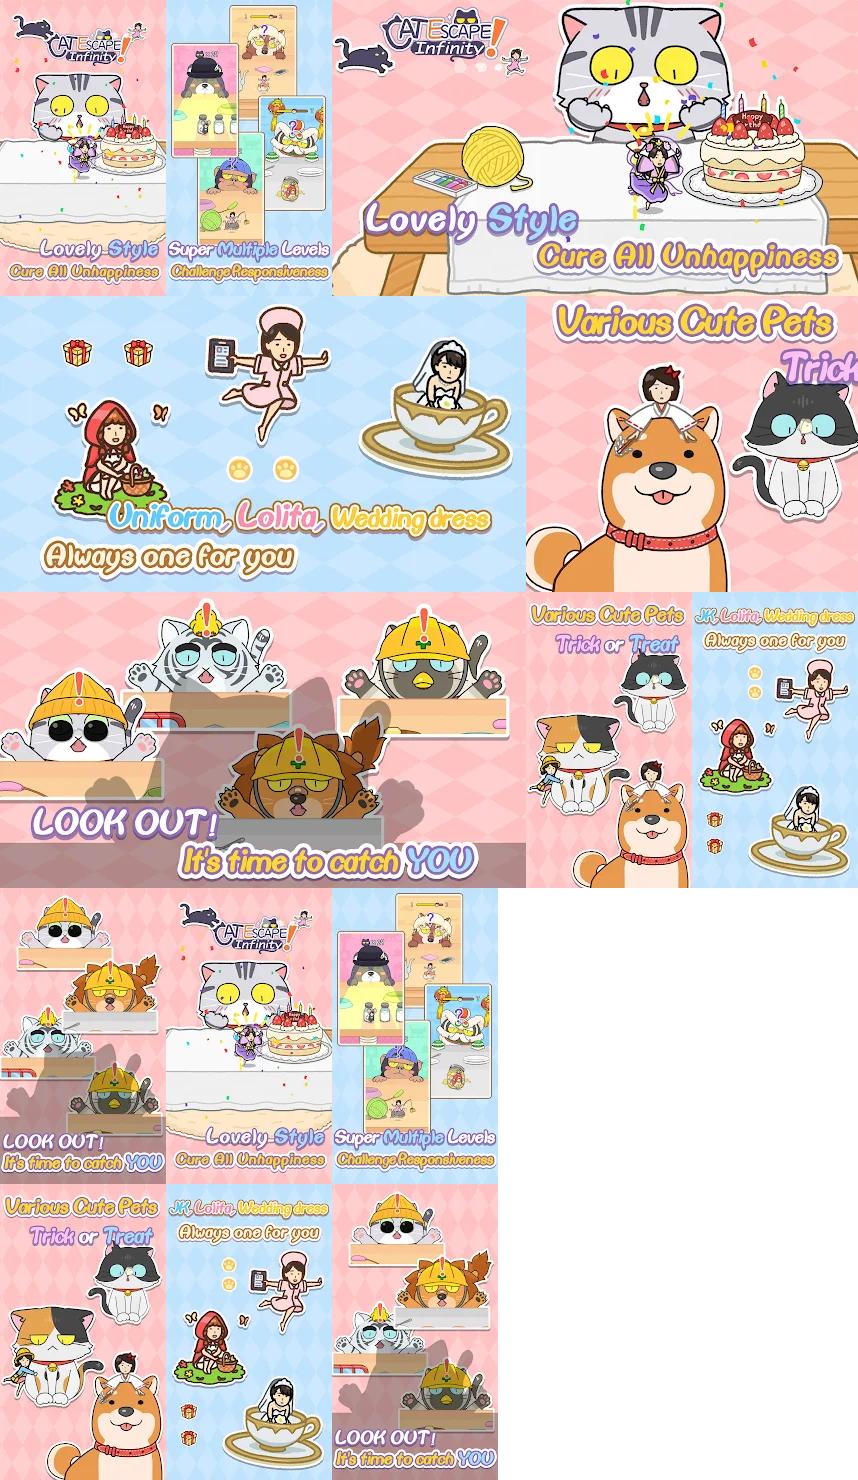 CAT ESCAPE
Infinity!
Lovely Style
Cure All Unhappiness
Super Multiple Levels
Challenge Responsiveness
CAT ESCAPE
Infinity!
Happy
Lovely Style
Cure All Unhappiness
Uniform, Lolita, Wedding dress
Always one for you
Various Cute Pets
Trick
LOOK OUT!
It's time to catch YOU
Various Cute Pets
Trick or Treat
JK, Lolita, Wedding dress
Always one for you
LOOK OUT!
It's time to catch YOU
CAT ESCAPE
Infinity!
Lovely Style
Cure All Unhappiness
Super Multiple Levels
Challenge Responsiveness
Various Cute Pets
Trick or Treat
JK, Lolita, Wedding dress
Always one for you
LOOK OUT!
It's time to catch YOU